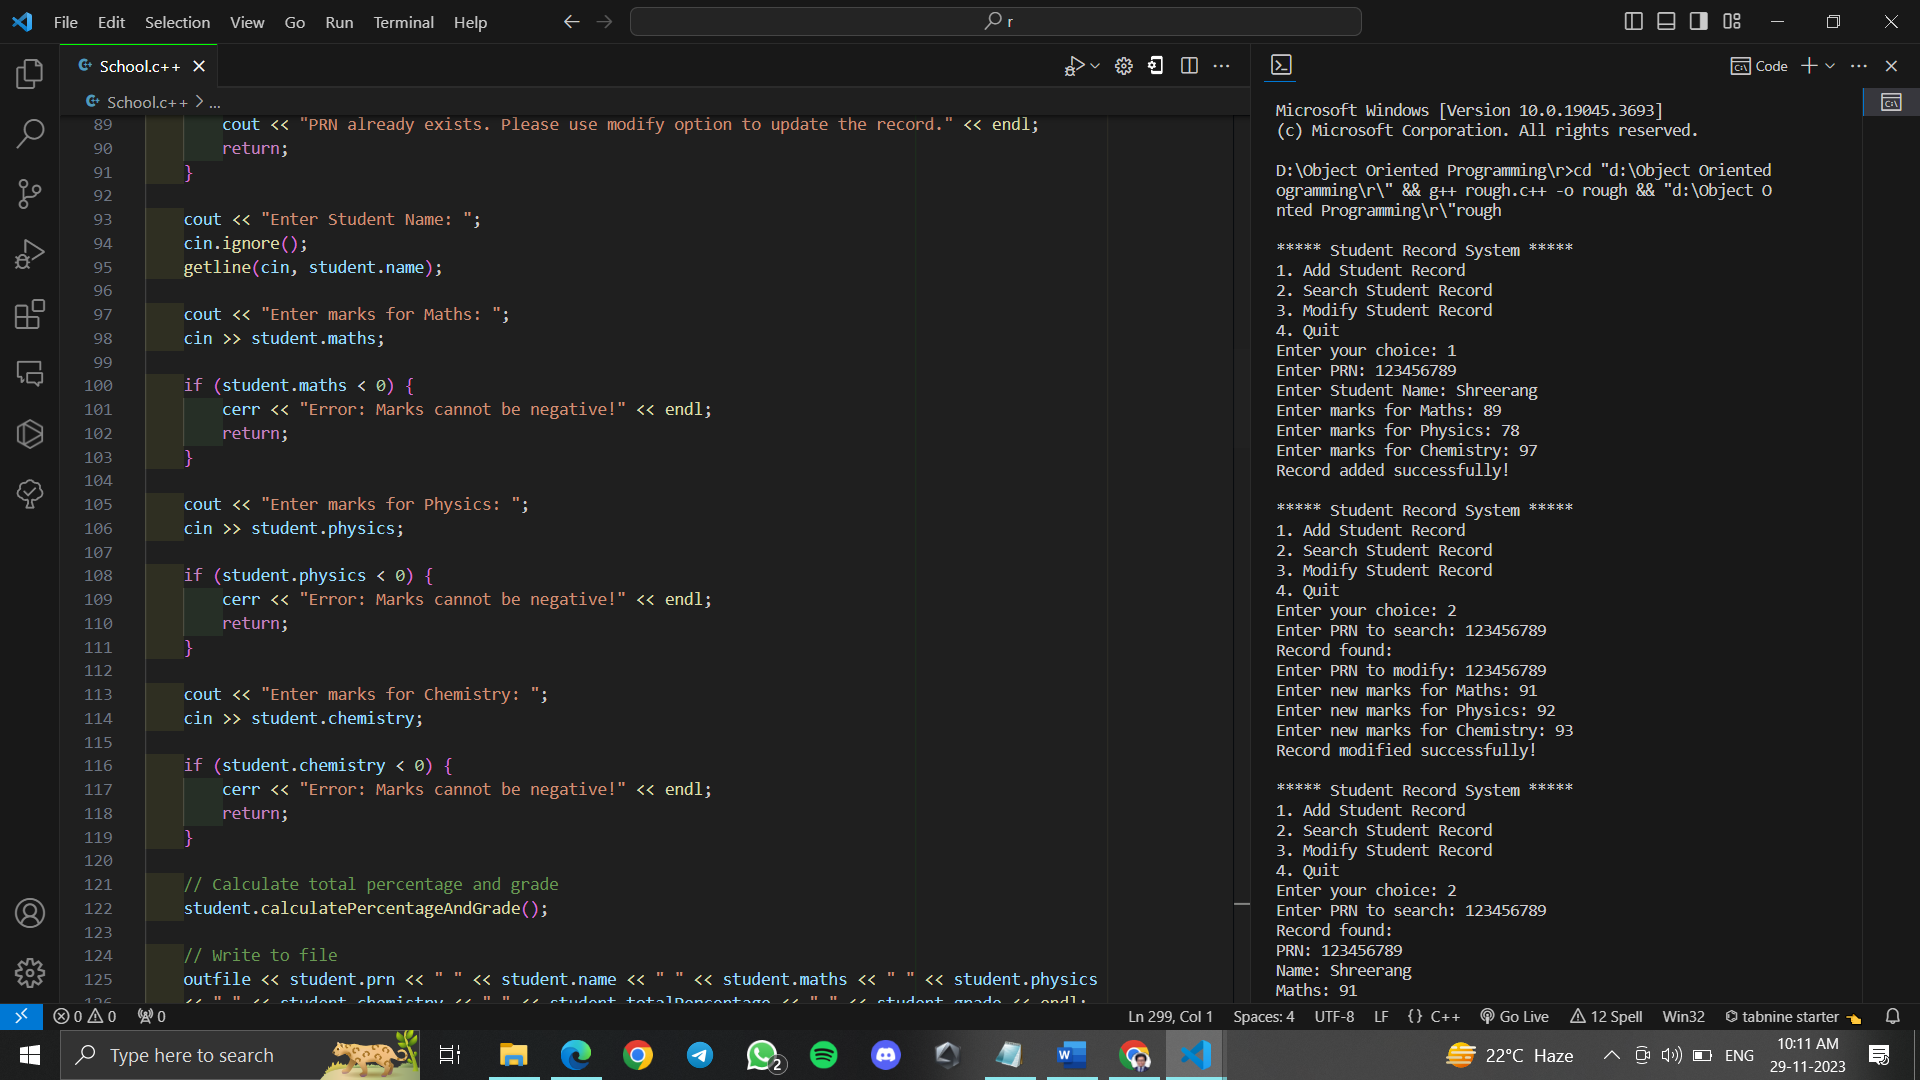 File Edit Selection View Go Run Terminal Help
r
School.c++
Code
School.c++ > ...
89 cout << "PRN already exists. Please use modify option to update the record." << endl;
90 return;
91 }
92
93 cout << "Enter Student Name: ";
94 cin.ignore();
95 getline(cin, student.name);
96
97 cout << "Enter marks for Maths: ";
98 cin >> student.maths;
99
100 if (student.maths < 0) {
101 cerr << "Error: Marks cannot be negative!" << endl;
102 return;
103 }
104
105 cout << "Enter marks for Physics: ";
106 cin >> student.physics;
107
108 if (student.physics < 0) {
109 cerr << "Error: Marks cannot be negative!" << endl;
110 return;
111 }
112
113 cout << "Enter marks for Chemistry: ";
114 cin >> student.chemistry;
115
116 if (student.chemistry < 0) {
117 cerr << "Error: Marks cannot be negative!" << endl;
118 return;
119 }
120
121 // Calculate total percentage and grade
122 student.calculatePercentageAndGrade();
123
124 // Write to file
125 outfile << student.prn << " " << student.name << " " << student.maths << " " << student.physics
126 << " " << student.chemistry << " " << student.totalPercentage << " " << student.grade << endl;
Microsoft Windows [Version 10.0.19045.3693]
(c) Microsoft Corporation. All rights reserved.
D:\Object Oriented Programming\r>cd "d:\Object Oriented
ogramming\r\" && g++ rough.c++ -o rough && "d:\Object O
nted Programming\r\"rough
***** Student Record System *****
1. Add Student Record
2. Search Student Record
3. Modify Student Record
4. Quit
Enter your choice: 1
Enter PRN: 123456789
Enter Student Name: Shreerang
Enter marks for Maths: 89
Enter marks for Physics: 78
Enter marks for Chemistry: 97
Record added successfully!
***** Student Record System *****
1. Add Student Record
2. Search Student Record
3. Modify Student Record
4. Quit
Enter your choice: 2
Enter PRN to search: 123456789
Record found:
Enter PRN to modify: 123456789
Enter new marks for Maths: 91
Enter new marks for Physics: 92
Enter new marks for Chemistry: 93
Record modified successfully!
***** Student Record System *****
1. Add Student Record
2. Search Student Record
3. Modify Student Record
4. Quit
Enter your choice: 2
Enter PRN to search: 123456789
Record found:
PRN: 123456789
Name: Shreerang
Maths: 91
0 0 0 Ln 299, Col 1 Spaces: 4 UTF-8 LF {} C++ Go Live 12 Spell Win32 tabnine starter
Type here to search
2
22°C Haze
ENG
10:11 AM
29-11-2023